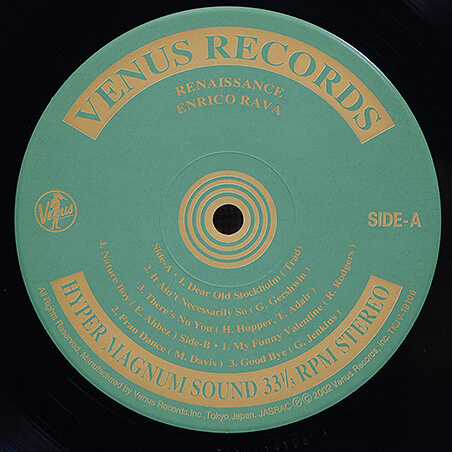 VENUS RECORDS
RENAISSANCE
ENRICO RAVA
Venus
SIDE-A
Side-A • 1. Dear Old Stockholm ( Trad )
2. It Ain't Necessarily So ( G. Gershwin )
3. There's No You ( H. Hopper, T. Adair )
4. Nature Boy ( E. Aibez ) Side-B • 1. My Funny Valentine ( R. Rodgers )
2. Fran Dance ( M. Davis ) 3. Good Bye ( G. Jenkins )
HYPER MAGNUM SOUND 33 1/3 RPM STEREO
All Rights Reserved. Manufactured by Venus Records,Inc.,Tokyo,Japan. JASRAC ℗ © 2002 Venus Records, Inc. TKJV-19105